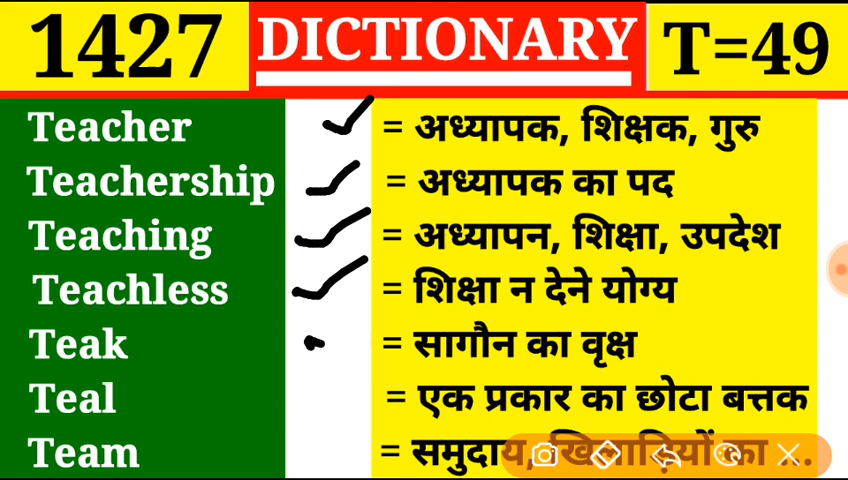 1427 DICTIONARY T=49
Teacher = अध्यापक, शिक्षक, गुरु
Teachership = अध्यापक का पद
Teaching = अध्यापन, शिक्षा, उपदेश
Teachless = शिक्षा न देने योग्य
Teak = सागौन का वृक्ष
Teal = एक प्रकार का छोटा बत्तक
Team = समुदाय, खिलाड़ियों का ...